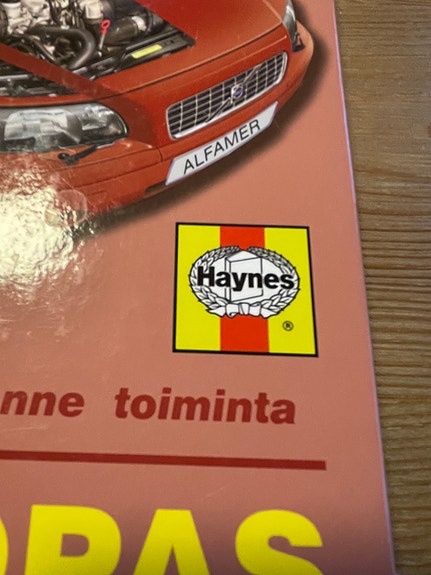 ALFAMER
Haynes
®
nne toiminta
OPAS